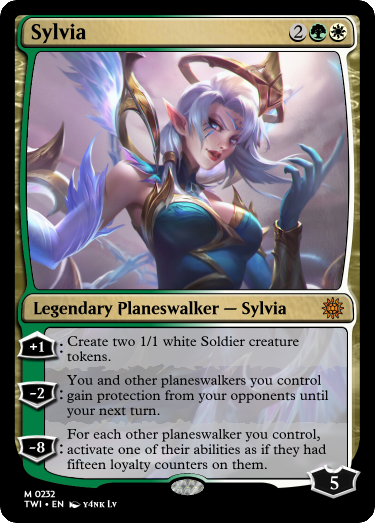 Sylvia 2
Legendary Planeswalker — Sylvia
+1: Create two 1/1 white Soldier creature
tokens.
-2: You and other planeswalkers you control
gain protection from your opponents until
your next turn.
-8: For each other planeswalker you control,
activate one of their abilities as if they had
fifteen loyalty counters on them.
5
M 0232
TWI • EN Y4NK LV